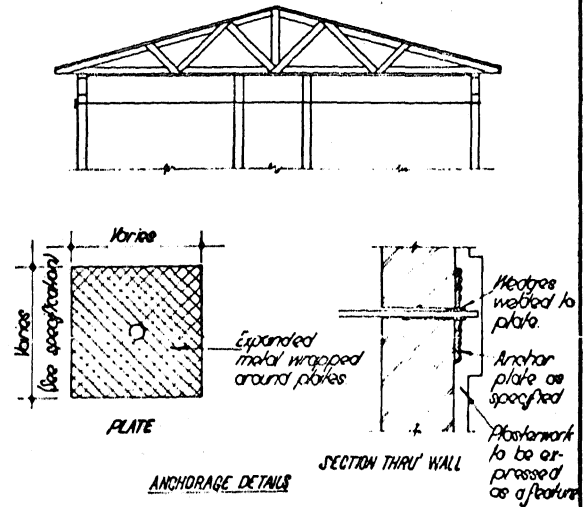 Varies
Varies
(See specification)
Expanded
metal wrapped
around plates
PLATE
Wedges
welded to
plate.
Anchor
plate as
specified
Plasterwork
to be ex-
pressed
as a feature
SECTION THRU' WALL
ANCHORAGE DETAILS